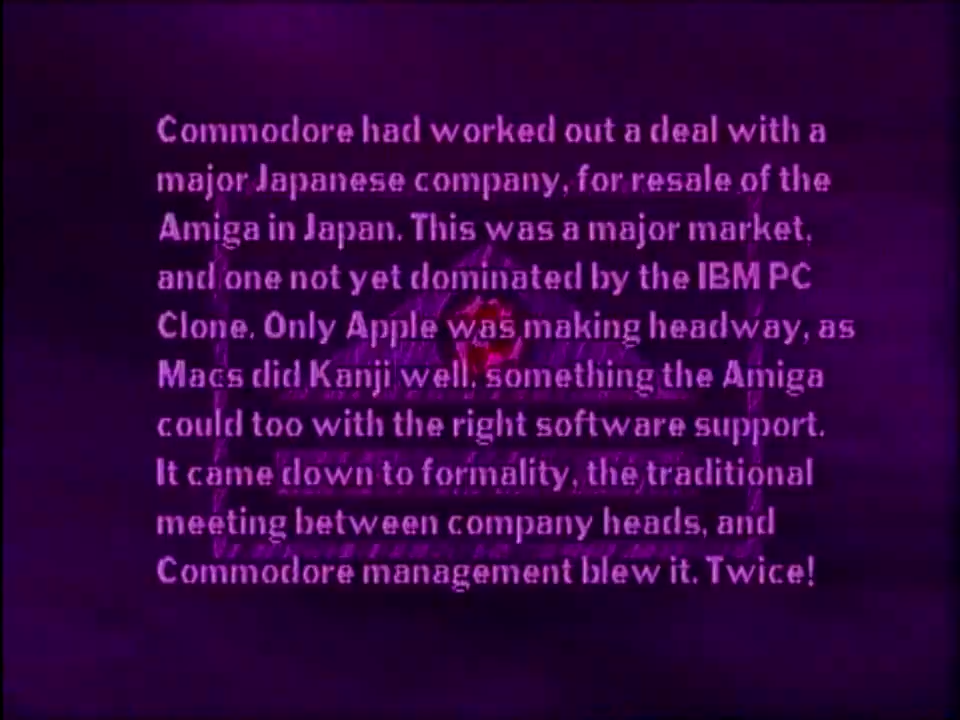 Commodore had worked out a deal with a
major Japanese company, for resale of the
Amiga in Japan. This was a major market,
and one not yet dominated by the IBM PC
Clone. Only Apple was making headway, as
Macs did Kanji well, something the Amiga
could too with the right software support.
It came down to formality, the traditional
meeting between company heads, and
Commodore management blew it. Twice!